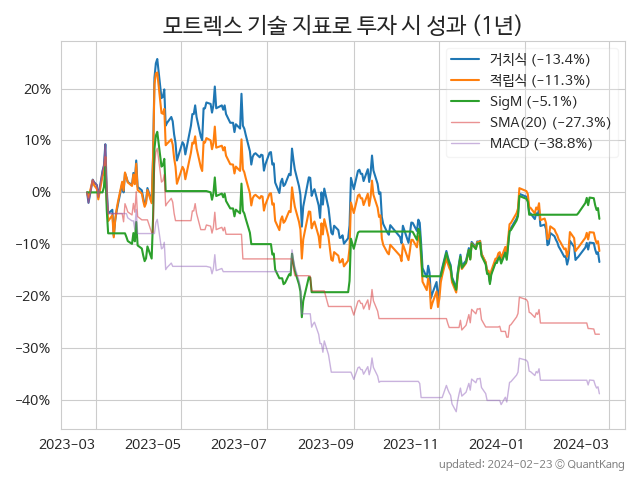 모트렉스 기술 지표로 투자 시 성과 (1년)
거치식 (−13.4%)
적립식 (−11.3%)
SigM (−5.1%)
SMA(20) (−27.3%)
MACD (−38.8%)
20%
10%
0%
−10%
−20%
−30%
−40%
2023-03 2023-05 2023-07 2023-09 2023-11 2024-01 2024-03
updated: 2024-02-23 ⓒ QuantKang